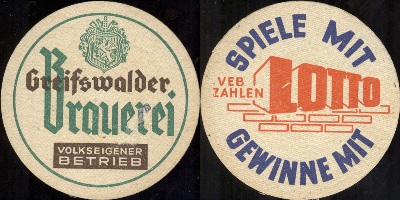 Greifswalder
Brauerei
VOLKSEIGENER
BETRIEB
SPIELE MIT
VEB
ZAHLEN
LOTTO
GEWINNE MIT